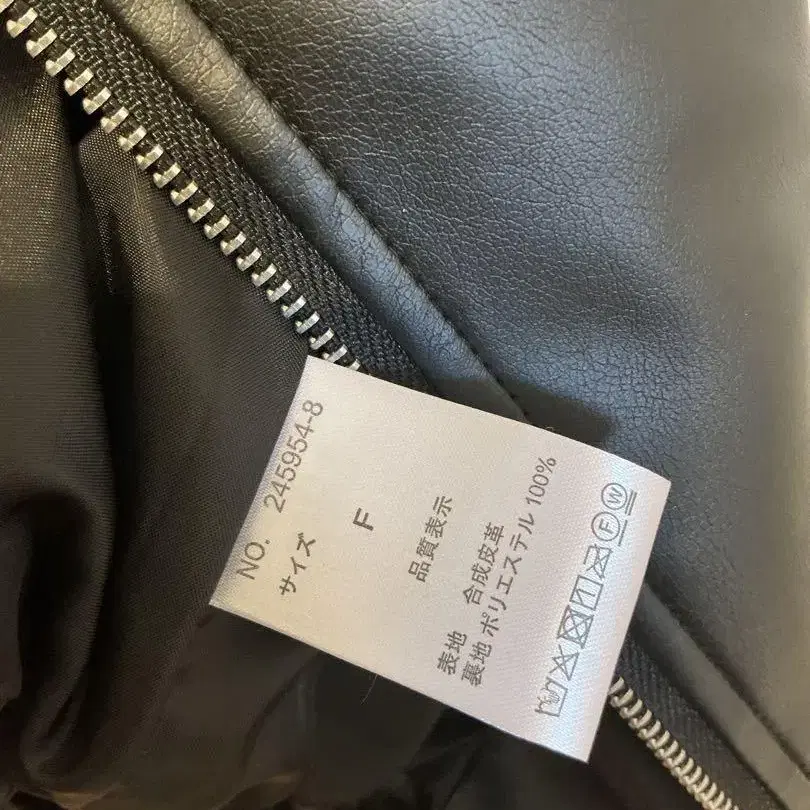 NO. 245954-8
サイズ
F
品質表示
表地 合成皮革
裏地 ポリエステル 100%
F W